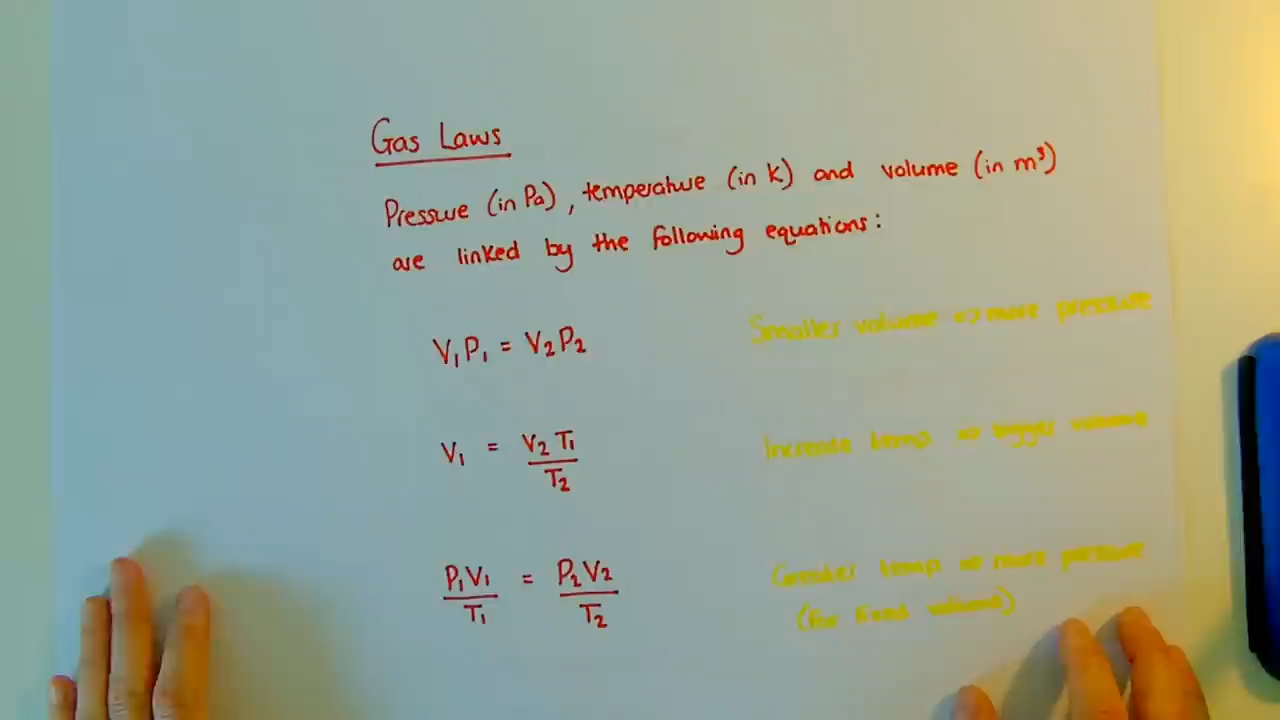 Gas Laws
Pressure (in Pa), temperature (in K) and volume (in m³)
are linked by the following equations:
V₁P₁ = V₂P₂
Smaller volume => more pressure
V₁ = V₂T₁/T₂
Increase temp => bigger volume
P₁V₁/T₁ = P₂V₂/T₂
Greater temp => more pressure
(for fixed volume)